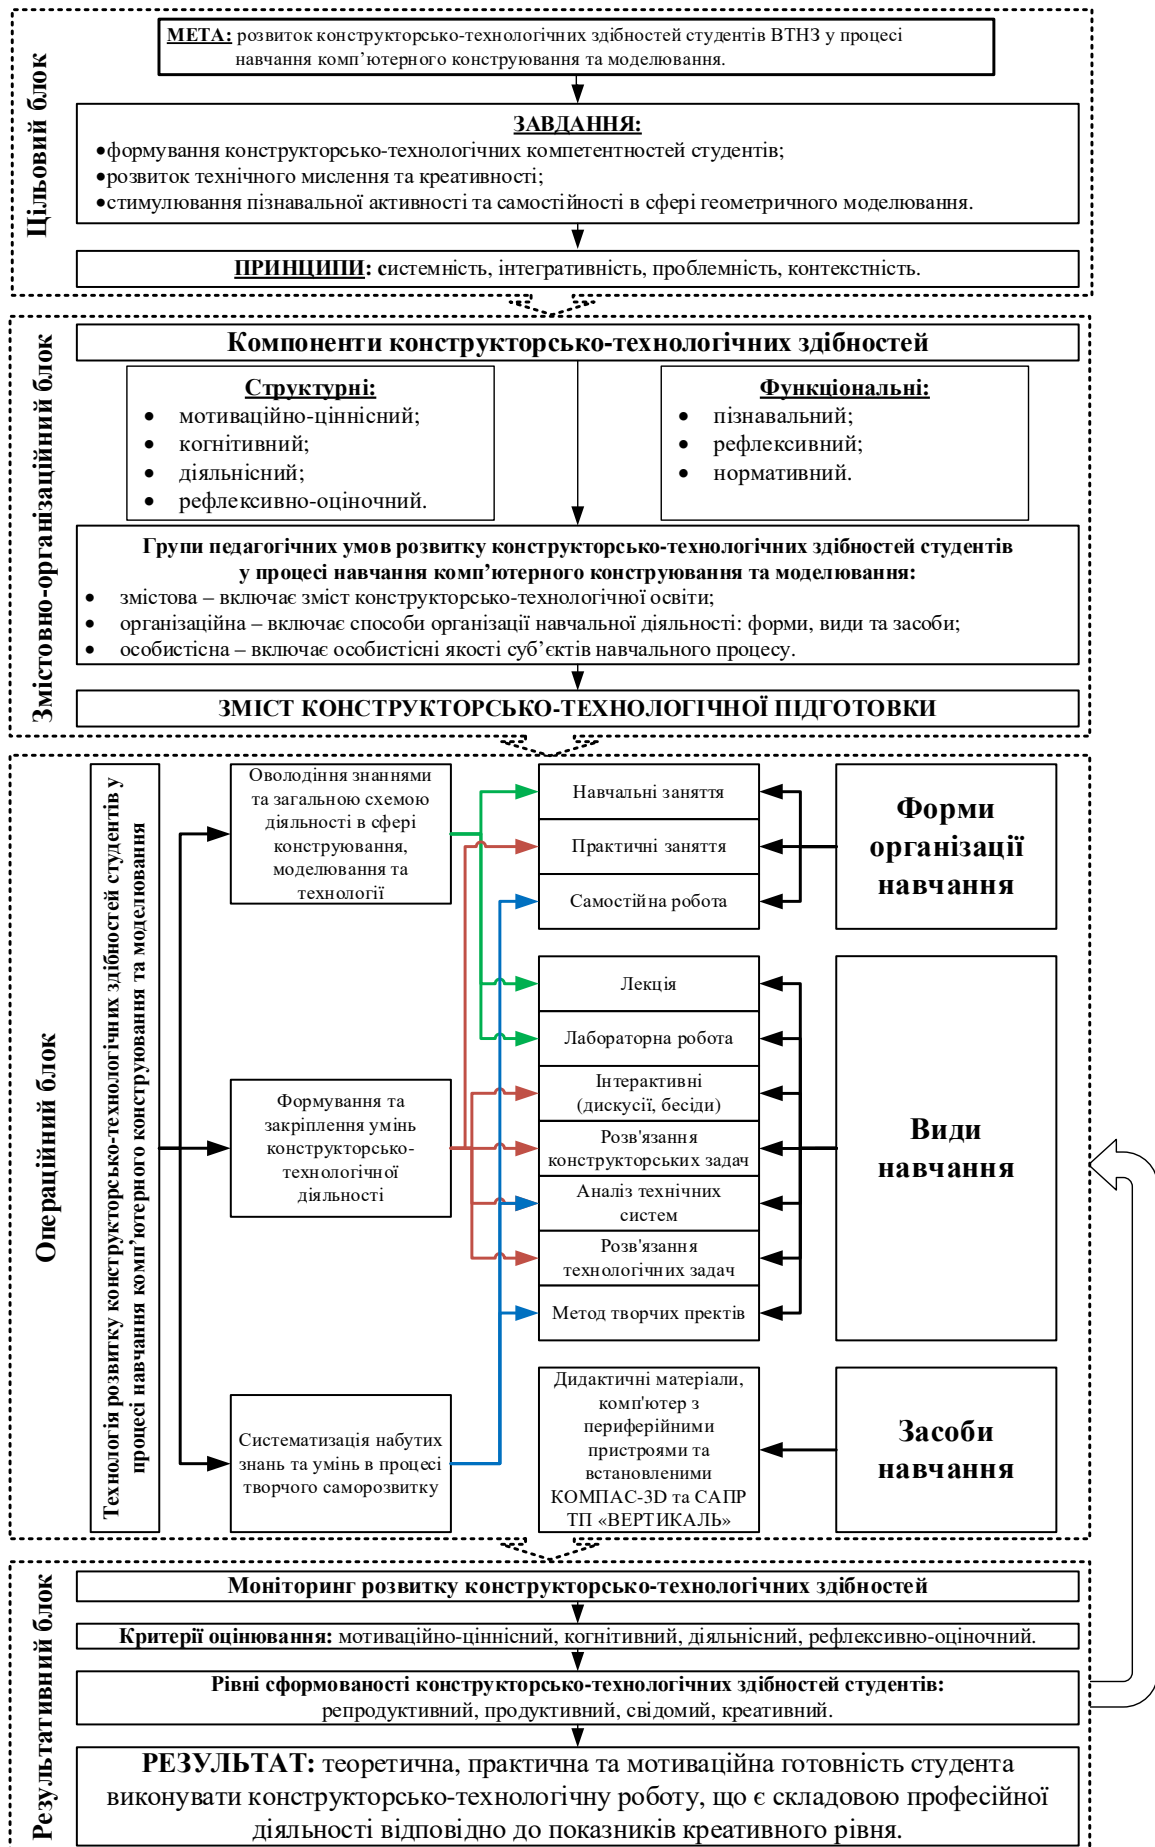 Цільовий блок
МЕТА: розвиток конструкторсько-технологічних здібностей студентів ВТНЗ у процесі
навчання комп’ютерного конструювання та моделювання.
ЗАВДАННЯ:
•формування конструкторсько-технологічних компетентностей студентів;
•розвиток технічного мислення та креативності;
•стимулювання пізнавальної активності та самостійності в сфері геометричного моделювання.
ПРИНЦИПИ: системність, інтегративність, проблемність, контекстність.
Змістовно-організаційний блок
Компоненти конструкторсько-технологічних здібностей
Структурні:
• мотиваційно-ціннісний;
• когнітивний;
• діяльнісний;
• рефлексивно-оціночний.
Функціональні:
• пізнавальний;
• рефлексивний;
• нормативний.
Групи педагогічних умов розвитку конструкторсько-технологічних здібностей студентів
у процесі навчання комп’ютерного конструювання та моделювання:
• змістова – включає зміст конструкторсько-технологічної освіти;
• організаційна – включає способи організації навчальної діяльності: форми, види та засоби;
• особистісна – включає особистісні якості суб’єктів навчального процесу.
ЗМІСТ КОНСТРУКТОРСЬКО-ТЕХНОЛОГІЧНОЇ ПІДГОТОВКИ
Операційний блок
Технологія розвитку конструкторсько-технологічних здібностей студентів у
процесі навчання комп’ютерного конструювання та моделювання
Оволодіння знаннями
та загальною схемою
діяльності в сфері
конструювання,
моделювання та
технології
Формування та
закріплення умінь
конструкторсько-
технологічної
діяльності
Систематизація набутих
знань та умінь в процесі
творчого саморозвитку
Навчальні заняття
Практичні заняття
Самостійна робота
Лекція
Лабораторна робота
Інтерактивні
(дискусії, бесіди)
Розв'язання
конструкторських задач
Аналіз технічних
систем
Розв'язання
технологічних задач
Метод творчих пректів
Дидактичні матеріали,
комп'ютер з
периферійними
пристроями та
встановленими
КОМПАС-3D та САПР
ТП «ВЕРТИКАЛЬ»
Форми
організації
навчання
Види
навчання
Засоби
навчання
Результативний блок
Моніторинг розвитку конструкторсько-технологічних здібностей
Критерії оцінювання: мотиваційно-ціннісний, когнітивний, діяльнісний, рефлексивно-оціночний.
Рівні сформованості конструкторсько-технологічних здібностей студентів:
репродуктивний, продуктивний, свідомий, креативний.
РЕЗУЛЬТАТ: теоретична, практична та мотиваційна готовність студента
виконувати конструкторсько-технологічну роботу, що є складовою професійної
діяльності відповідно до показників креативного рівня.